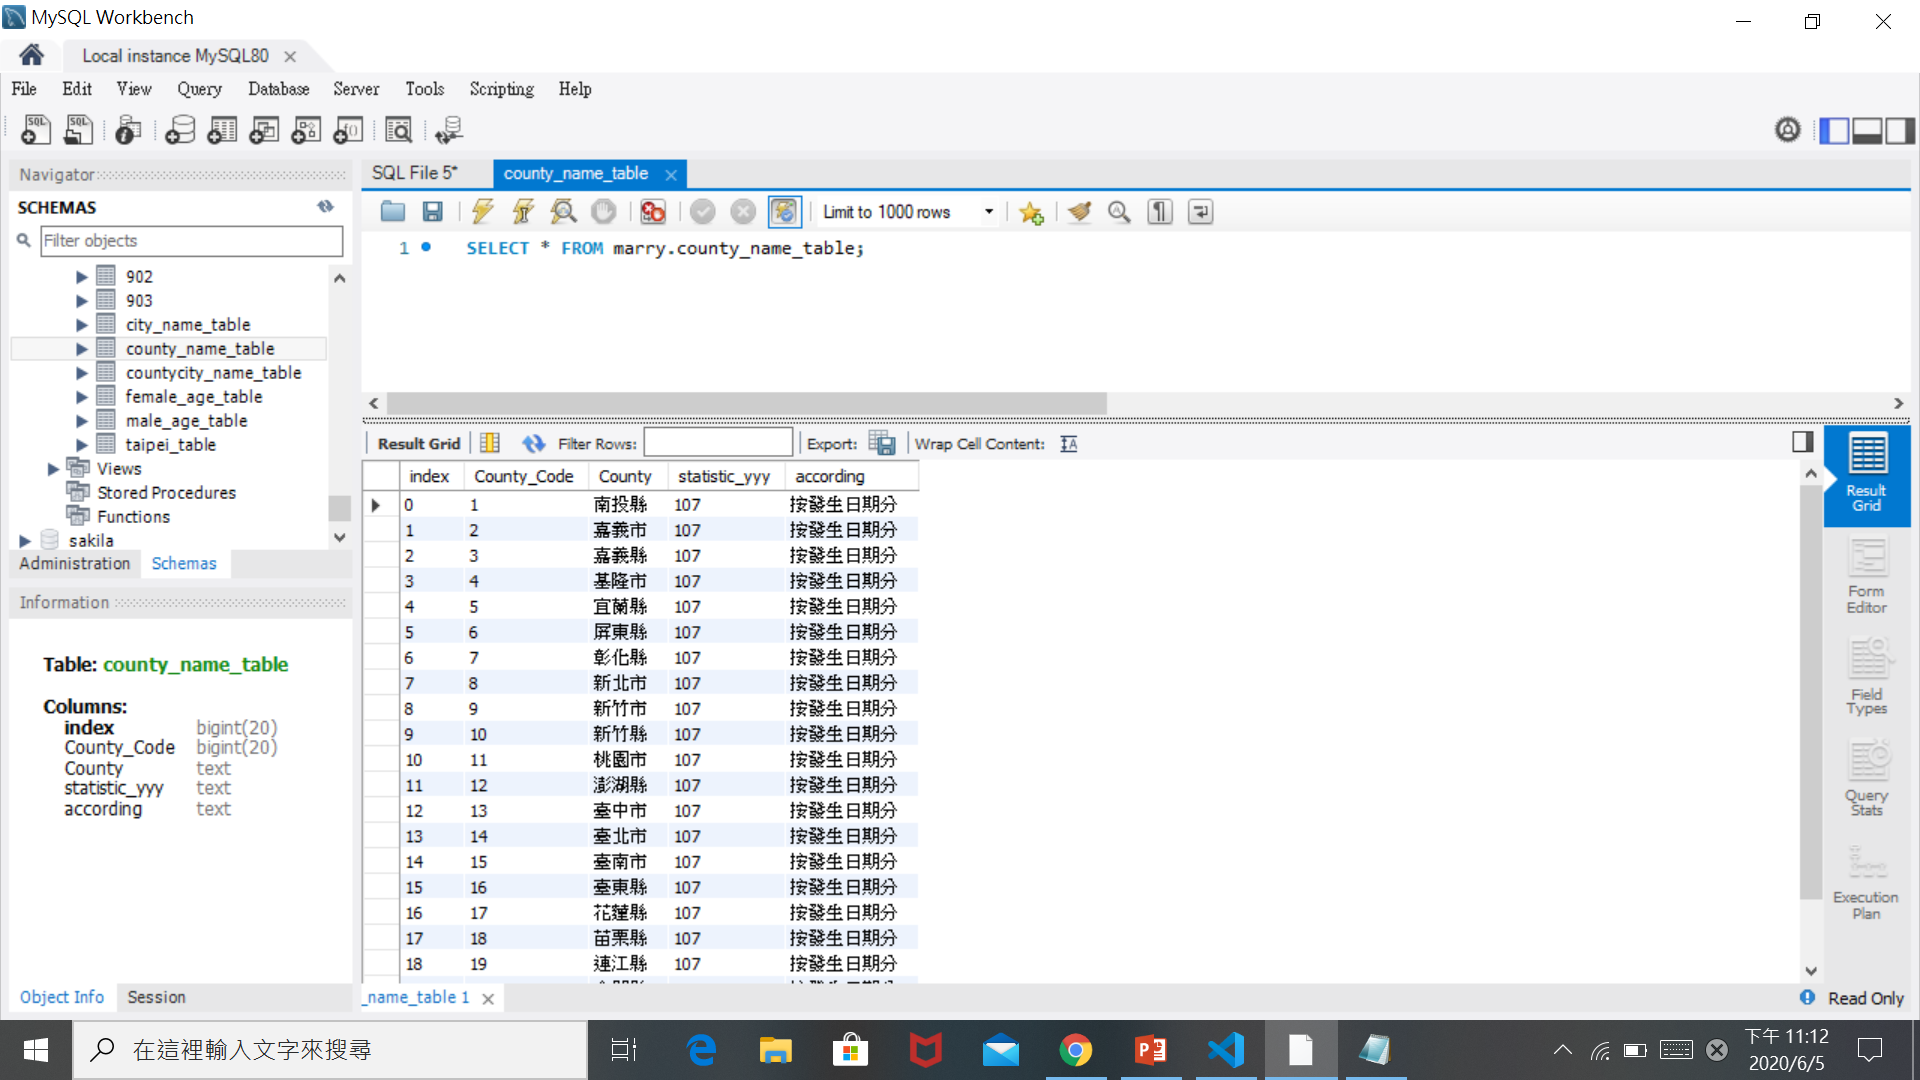 MySQL Workbench
Local instance MySQL80
File Edit View Query Database Server Tools Scripting Help
Navigator
SCHEMAS
Filter objects
902
903
city_name_table
county_name_table
countycity_name_table
female_age_table
male_age_table
taipei_table
Views
Stored Procedures
Functions
sakila
Administration Schemas
Information
Table: county_name_table
Columns:
index bigint(20)
County_Code bigint(20)
County text
statistic_yyy text
according text
Object Info Session
SQL File 5* county_name_table
Limit to 1000 rows
1 SELECT * FROM marry.county_name_table;
Result Grid Filter Rows: Export: Wrap Cell Content:
index County_Code County statistic_yyy according
0 1 南投縣 107 按發生日期分
1 2 嘉義市 107 按發生日期分
2 3 嘉義縣 107 按發生日期分
3 4 基隆市 107 按發生日期分
4 5 宜蘭縣 107 按發生日期分
5 6 屏東縣 107 按發生日期分
6 7 彰化縣 107 按發生日期分
7 8 新北市 107 按發生日期分
8 9 新竹市 107 按發生日期分
9 10 新竹縣 107 按發生日期分
10 11 桃園市 107 按發生日期分
11 12 澎湖縣 107 按發生日期分
12 13 臺中市 107 按發生日期分
13 14 臺北市 107 按發生日期分
14 15 臺南市 107 按發生日期分
15 16 臺東縣 107 按發生日期分
16 17 花蓮縣 107 按發生日期分
17 18 苗栗縣 107 按發生日期分
18 19 連江縣 107 按發生日期分
Result
Grid
Form
Editor
Field
Types
Query
Stats
Execution
Plan
_name_table 1
Read Only
在這裡輸入文字來搜尋
下午 11:12
2020/6/5